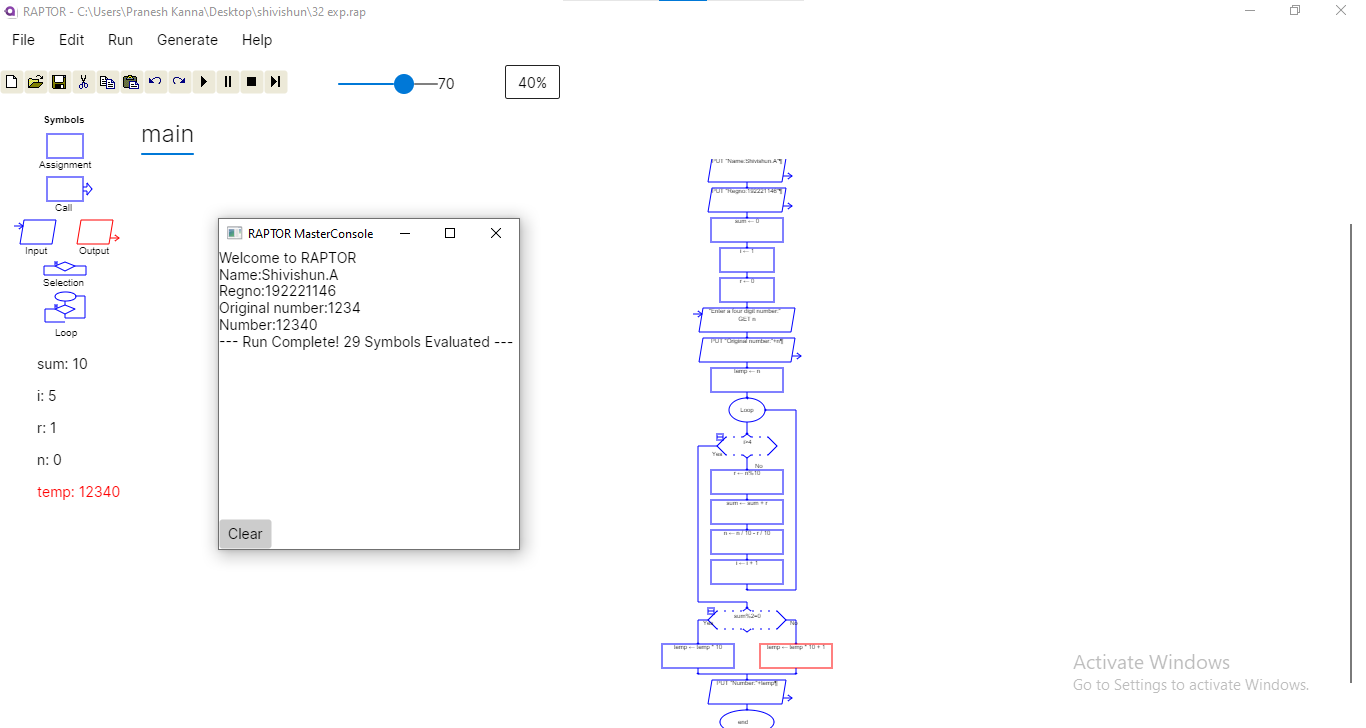 RAPTOR - C:\Users\Pranesh Kanna\Desktop\shivishun\32 exp.rap
File Edit Run Generate Help
70
40%
Symbols
Assignment
Call
Input Output
Selection
Loop
sum: 10
i: 5
r: 1
n: 0
temp: 12340
main
RAPTOR MasterConsole
Welcome to RAPTOR
Name:Shivishun.A
Regno:192221146
Original number:1234
Number:12340
--- Run Complete! 29 Symbols Evaluated ---
Clear
PUT "Name:Shivishun.A"¶
PUT "Regno:192221146"¶
sum ← 0
i ← 1
r ← 0
"Enter a four digit number:"
GET n
PUT "Original number:"+n¶
temp ← n
Loop
Yes
No
r ← n%10
sum ← sum + r
n ← n / 10 - r / 10
i ← i + 1
sum%2=0
Yes No
temp ← temp * 10
temp ← temp * 10 + 1
PUT "Number:"+temp¶
end
Activate Windows
Go to Settings to activate Windows.